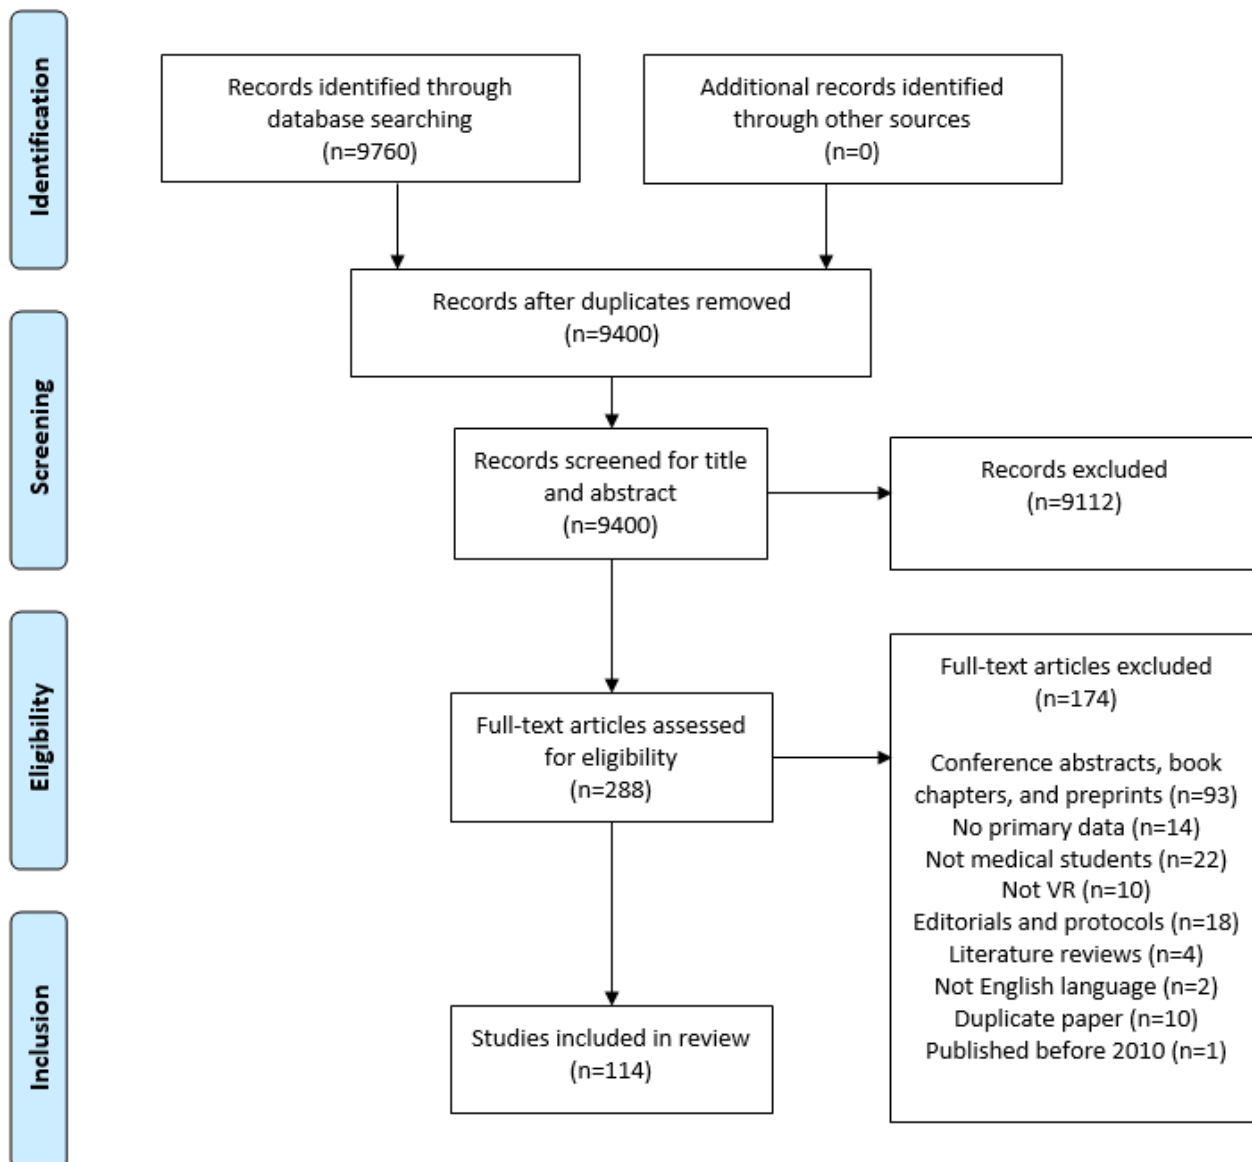 Identification
Records identified through
database searching
(n=9760)
Additional records identified
through other sources
(n=0)
Records after duplicates removed
(n=9400)
Screening
Records screened for title
and abstract
(n=9400)
Records excluded
(n=9112)
Eligibility
Full-text articles assessed
for eligibility
(n=288)
Full-text articles excluded
(n=174)
Conference abstracts, book
chapters, and preprints (n=93)
No primary data (n=14)
Not medical students (n=22)
Not VR (n=10)
Editorials and protocols (n=18)
Literature reviews (n=4)
Not English language (n=2)
Duplicate paper (n=10)
Published before 2010 (n=1)
Inclusion
Studies included in review
(n=114)